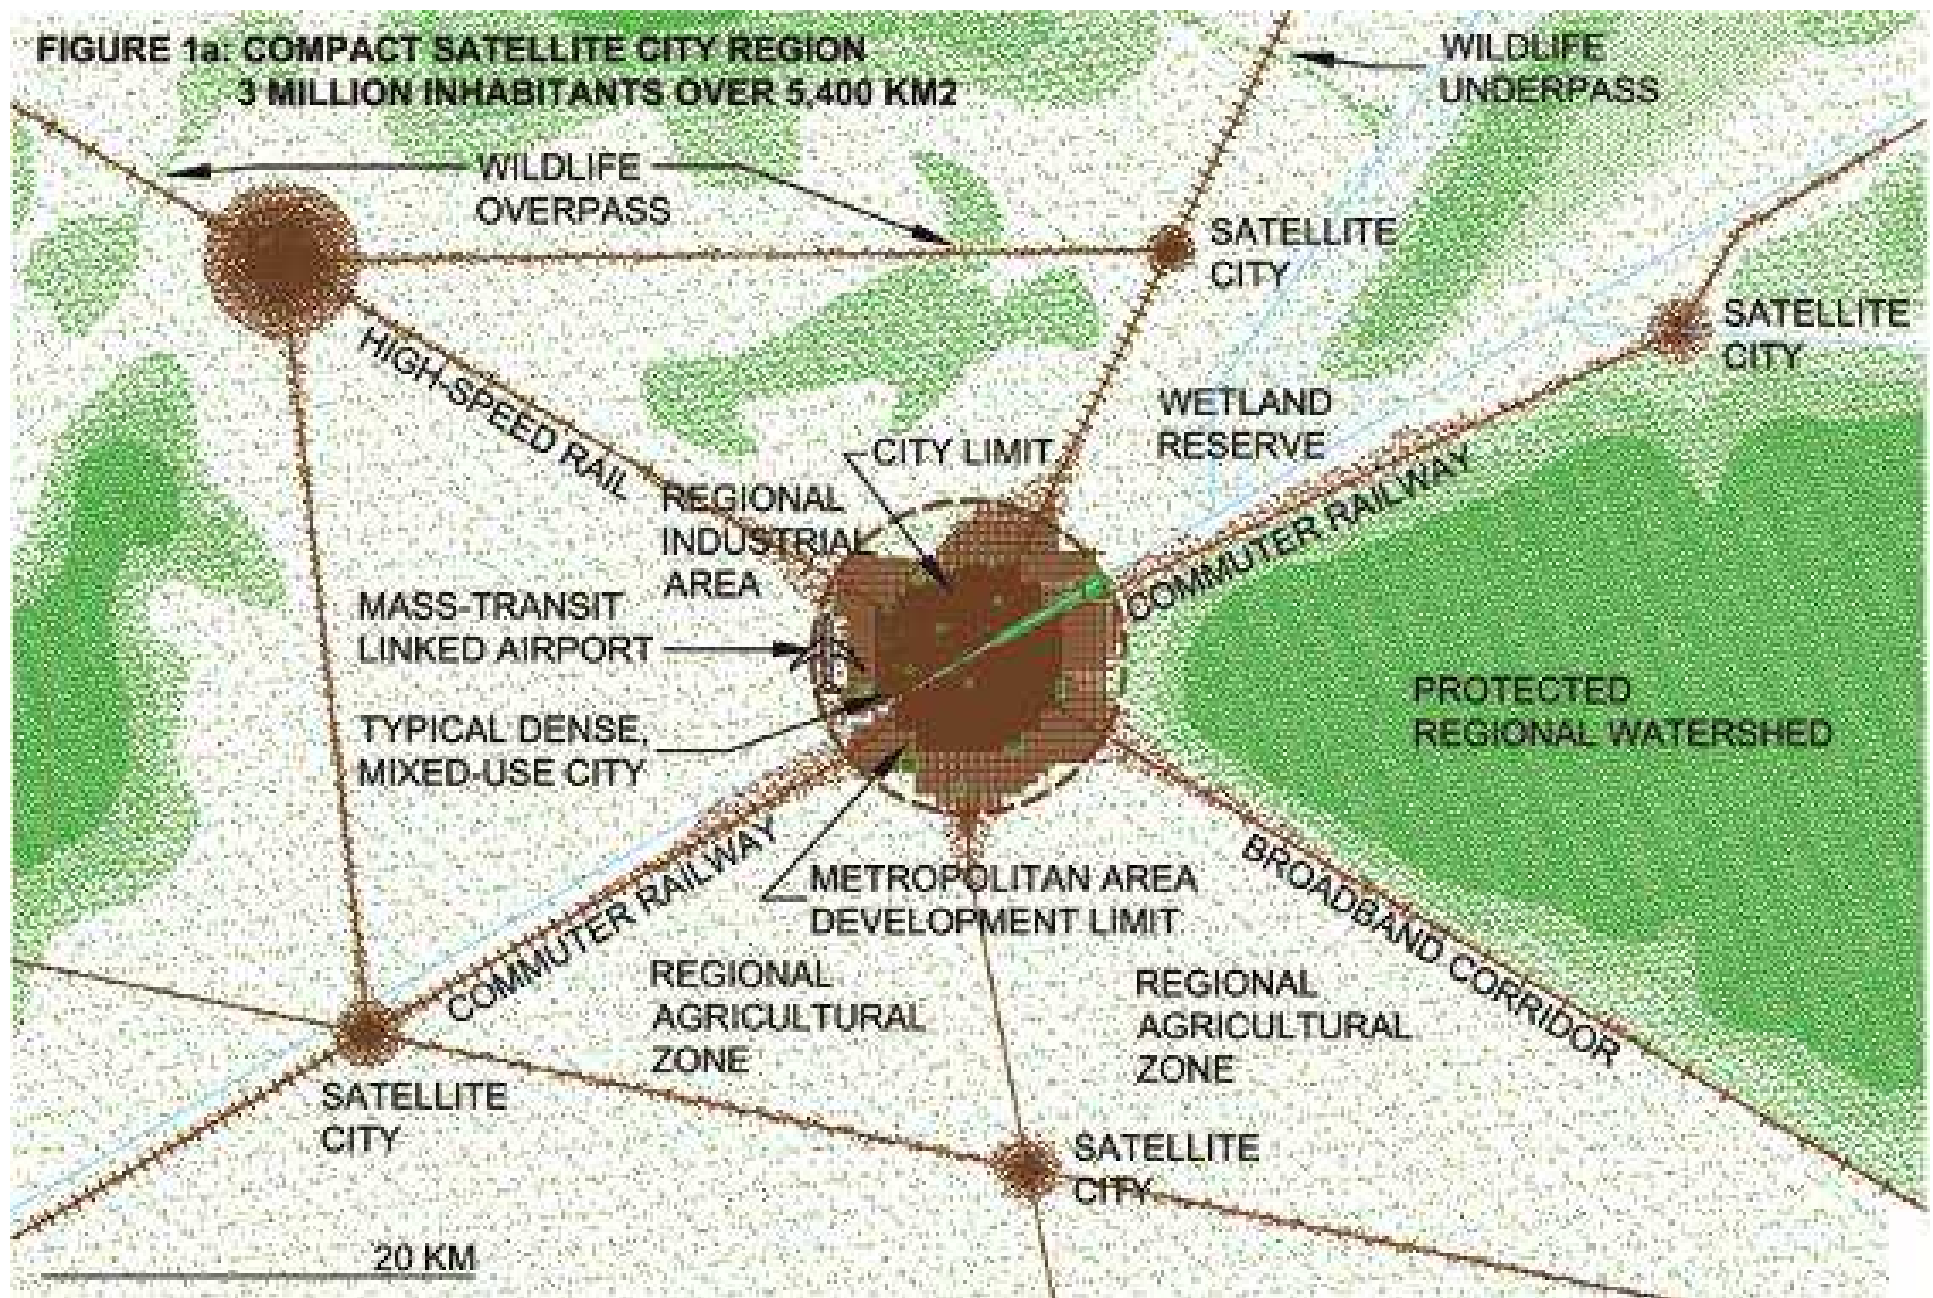 FIGURE 1a: COMPACT SATELLITE CITY REGION
3 MILLION INHABITANTS OVER 5,400 KM2
WILDLIFE
UNDERPASS
WILDLIFE
OVERPASS
SATELLITE
CITY
SATELLITE
CITY
HIGH-SPEED RAIL
WETLAND
RESERVE
CITY LIMIT
REGIONAL
INDUSTRIAL
AREA
COMMUTER RAILWAY
MASS-TRANSIT
LINKED AIRPORT
PROTECTED
REGIONAL WATERSHED
TYPICAL DENSE,
MIXED-USE CITY
COMMUTER RAILWAY
METROPOLITAN AREA
DEVELOPMENT LIMIT
BROADBAND CORRIDOR
REGIONAL
AGRICULTURAL
ZONE
REGIONAL
AGRICULTURAL
ZONE
SATELLITE
CITY
SATELLITE
CITY
20 KM